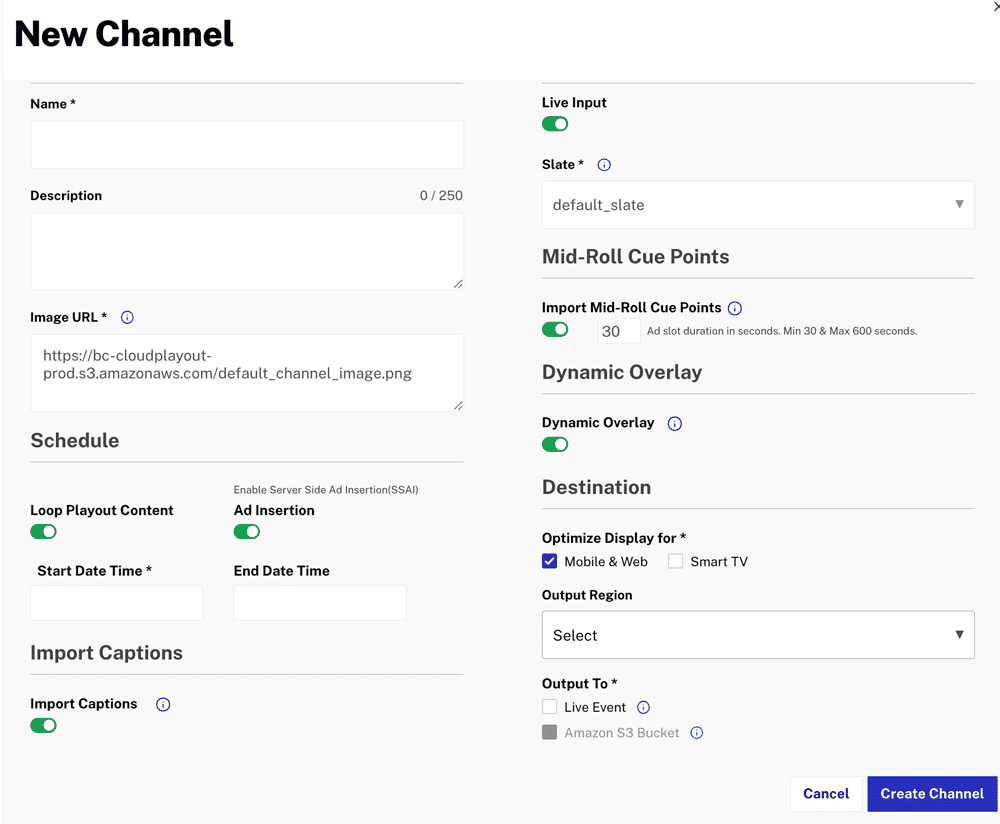 New Channel
Name *
Description 0 / 250
Image URL *
https://bc-cloudplayout-
prod.s3.amazonaws.com/default_channel_image.png
Schedule
Enable Server Side Ad Insertion(SSAI)
Loop Playout Content Ad Insertion
Start Date Time * End Date Time
Import Captions
Import Captions
Live Input
Slate *
default_slate
Mid-Roll Cue Points
Import Mid-Roll Cue Points
30 Ad slot duration in seconds. Min 30 & Max 600 seconds.
Dynamic Overlay
Dynamic Overlay
Destination
Optimize Display for *
Mobile & Web Smart TV
Output Region
Select
Output To *
Live Event
Amazon S3 Bucket
Cancel Create Channel